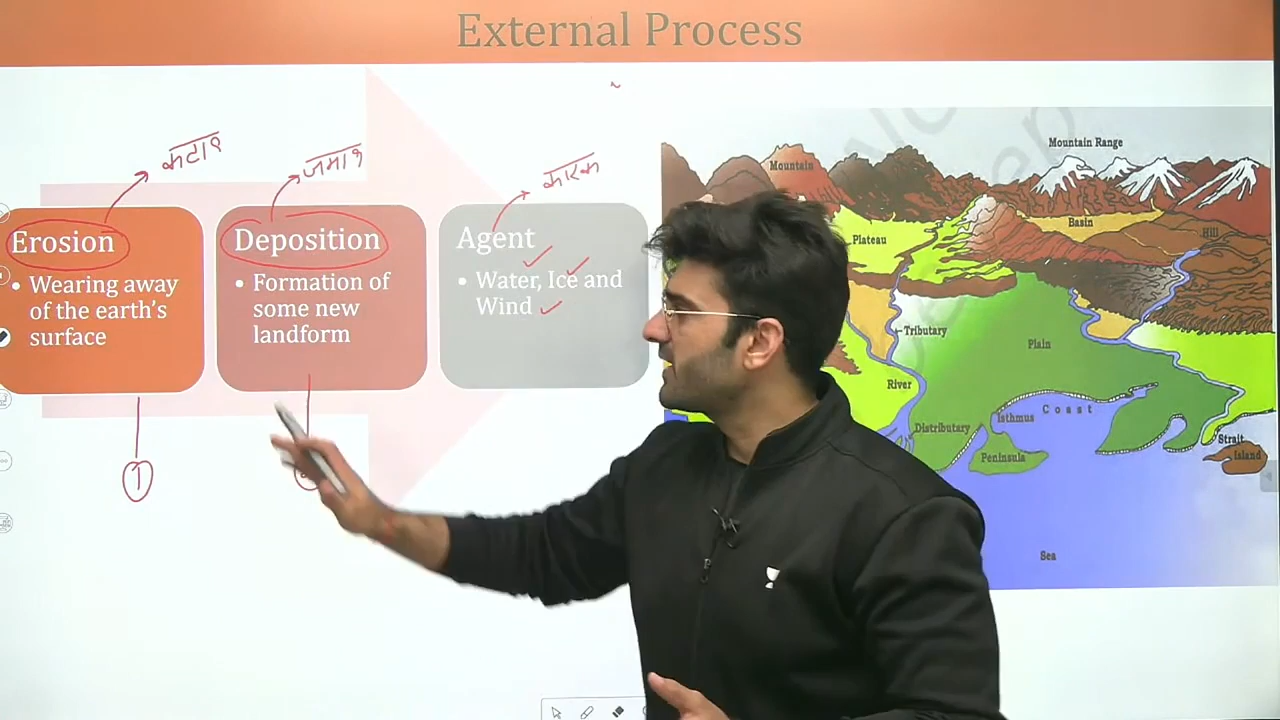 External Process
कटाव
जमाव
कारक
Erosion
• Wearing away
of the earth's
surface
Deposition
• Formation of
some new
landform
Agent
• Water, Ice and
Wind
1
Mountain
Mountain Range
Plateau
Basin
Hill
Tributary
Plain
River
Isthmus
Coast
Distributary
Peninsula
Strait
Island
Sea